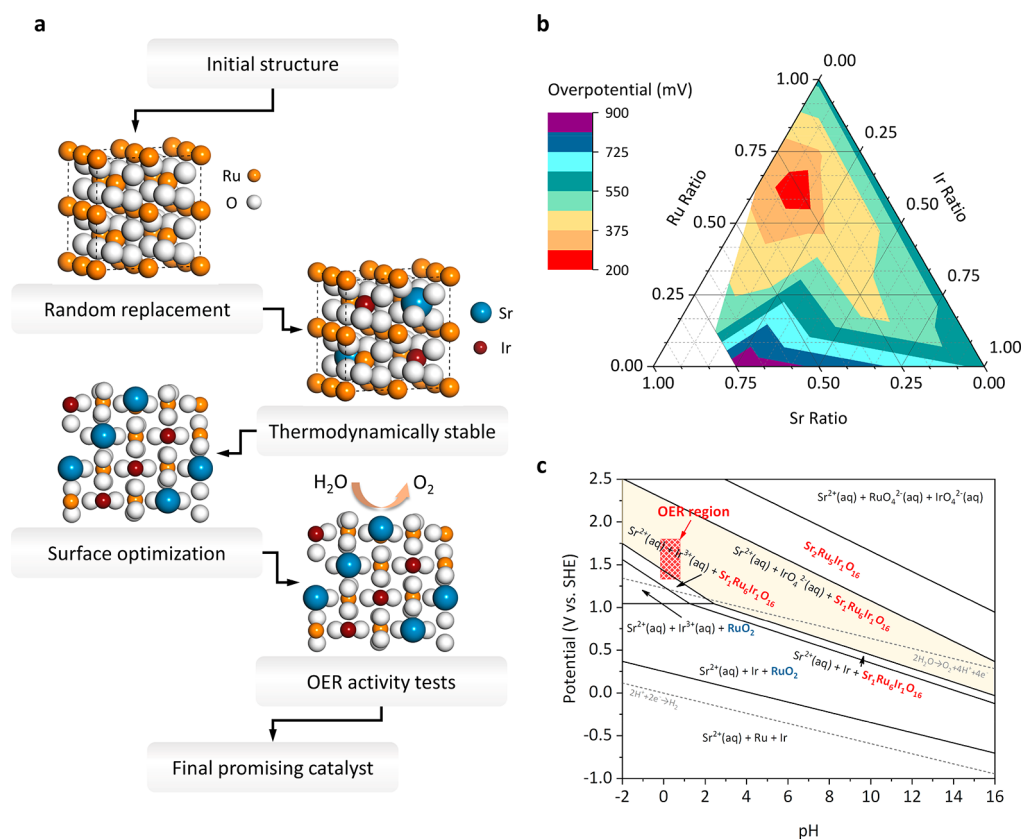 a
Initial structure
Ru
O
Random replacement
Sr
Ir
Thermodynamically stable
H₂O O₂
Surface optimization
OER activity tests
Final promising catalyst
b
Overpotential (mV)
900
725
550
375
200
Ru Ratio
1.00
0.75
0.50
0.25
0.00
Ir Ratio
0.00
0.25
0.50
0.75
1.00
1.00 0.75 0.50 0.25 0.00
Sr Ratio
c
Potential (V vs. SHE)
2.5
2.0
1.5
1.0
0.5
0.0
-0.5
-1.0
Sr²⁺(aq) + RuO₄²⁻(aq) + IrO₄²⁻(aq)
OER region
Sr₂Ru₅Ir₁O₁₆
Sr²⁺(aq) + IrO₄²⁻(aq) + Sr₁Ru₆Ir₁O₁₆
Sr²⁺(aq) + Ir³⁺(aq) + Sr₁Ru₆Ir₁O₁₆
Sr²⁺(aq) + Ir³⁺(aq) + RuO₂
Sr²⁺(aq) + Ir + Sr₁Ru₆Ir₁O₁₆
2H₂O→O₂+4H⁺+4e⁻
Sr²⁺(aq) + Ir + RuO₂
2H⁺+2e⁻→H₂
Sr²⁺(aq) + Ru + Ir
-2 0 2 4 6 8 10 12 14 16
pH